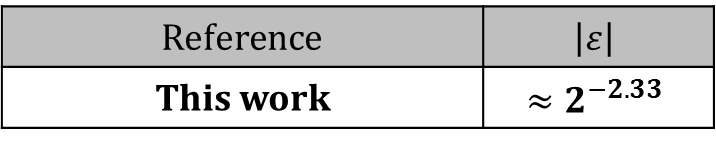 Reference |ε|
This work ≈ 2^−2.33